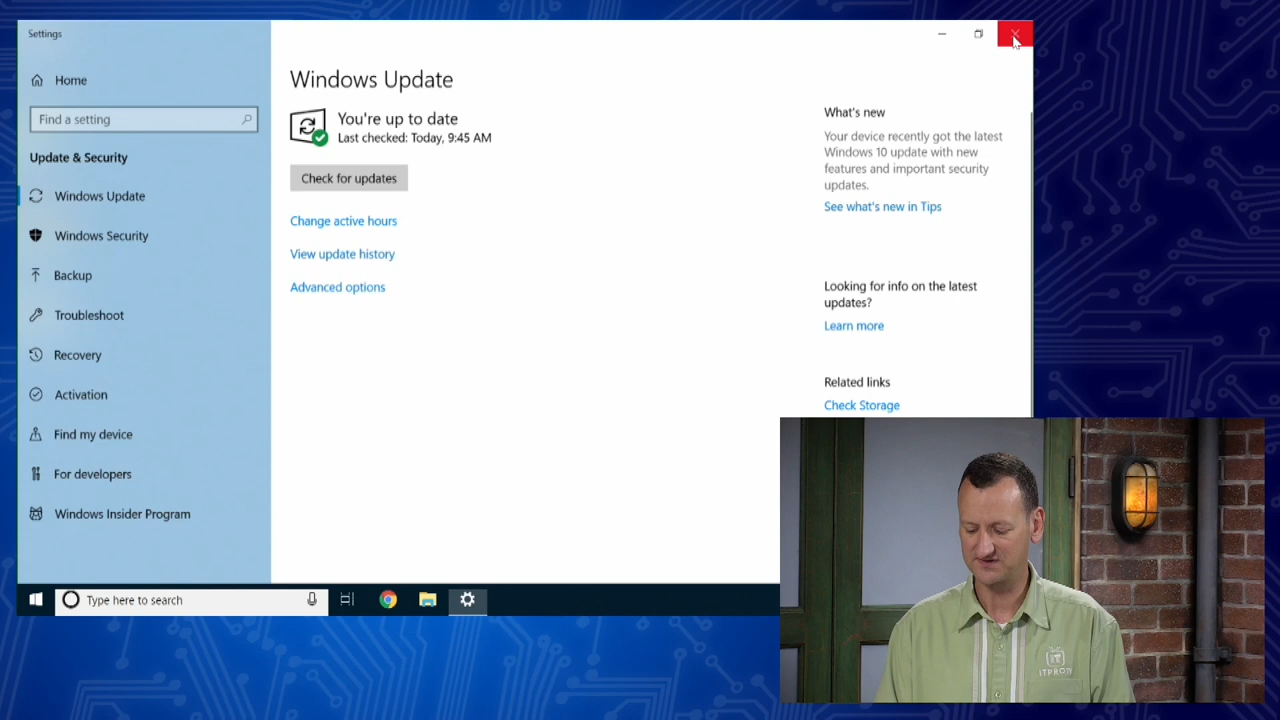 Settings
Home
Find a setting
Update & Security
Windows Update
Windows Security
Backup
Troubleshoot
Recovery
Activation
Find my device
For developers
Windows Insider Program
Windows Update
You're up to date
Last checked: Today, 9:45 AM
Check for updates
Change active hours
View update history
Advanced options
What's new
Your device recently got the latest
Windows 10 update with new
features and important security
updates.
See what's new in Tips
Looking for info on the latest
updates?
Learn more
Related links
Check Storage
Type here to search
IT
ITPROTV